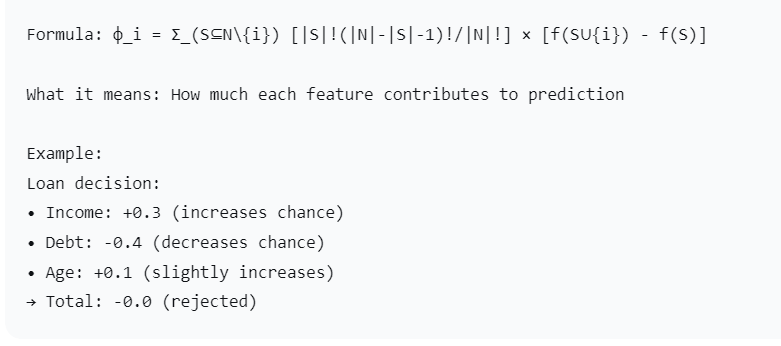 Formula: ϕ_i = Σ_(S⊆N\{i}) [|S|!(|N|-|S|-1)!/|N|!] × [f(S∪{i}) - f(S)]
What it means: How much each feature contributes to prediction
Example:
Loan decision:
• Income: +0.3 (increases chance)
• Debt: -0.4 (decreases chance)
• Age: +0.1 (slightly increases)
→ Total: -0.0 (rejected)